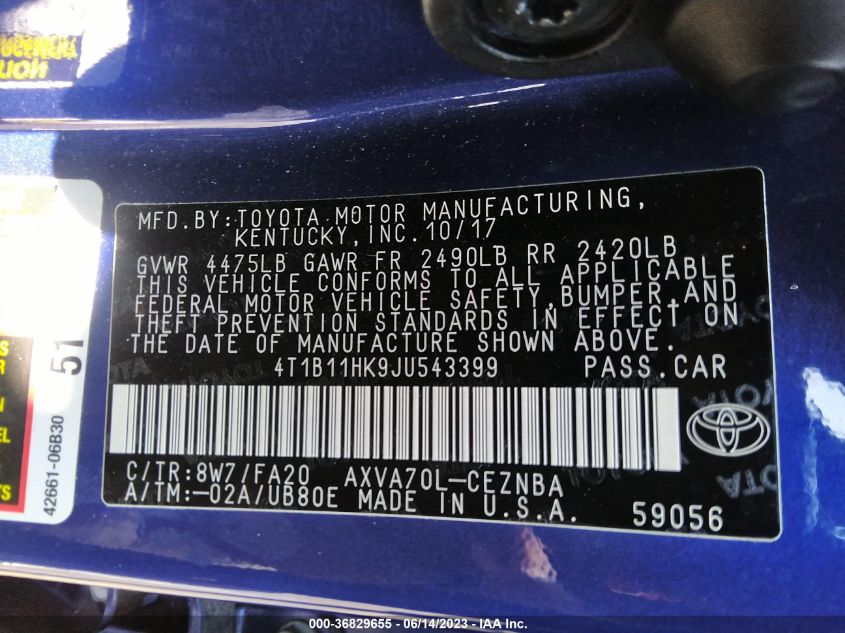 MFD.BY:TOYOTA MOTOR MANUFACTURING,
KENTUCKY,INC.10/17
GVWR 4475LB GAWR FR 2490LB RR 2420LB
THIS VEHICLE CONFORMS TO ALL APPLICABLE
FEDERAL MOTOR VEHICLE SAFETY,BUMPER,AND
THEFT PREVENTION STANDARDS IN EFFECT ON
THE DATE OF MANUFACTURE SHOWN ABOVE.
4T1B11HK9JU543399 PASS.CAR
C/TR:8W7/FA20 AXVA70L-CEZNBA
A/TM:-02A/UB80E MADE IN U.S.A. 59056
51
42661-06B30
000-36829655 - 06/14/2023 - IAA Inc.